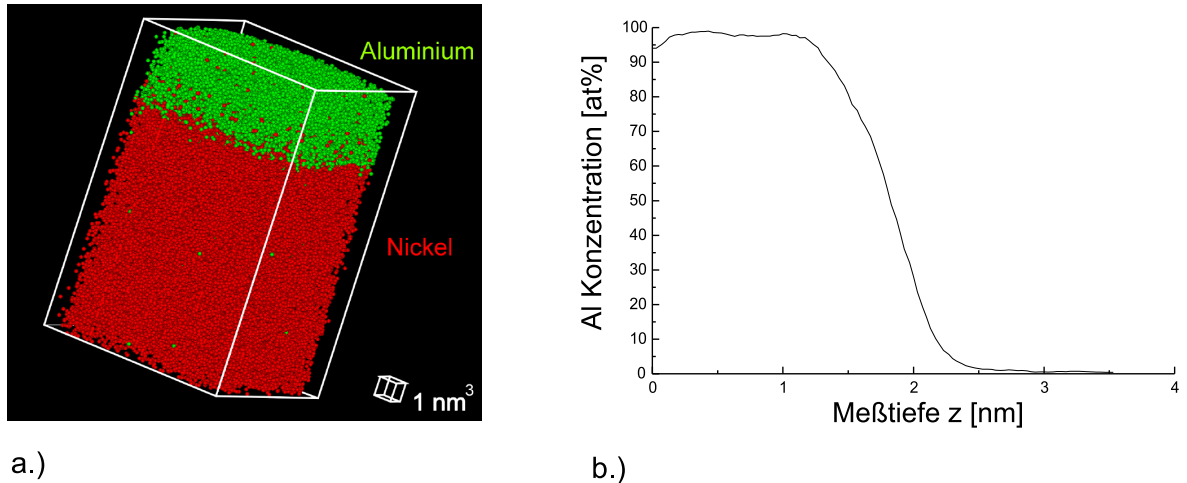 Aluminium
Nickel
1 nm³
a.)
100
90
80
70
60
50
40
30
20
10
0
Al Konzentration [at%]
0
1
2
3
4
Meßtiefe z [nm]
b.)